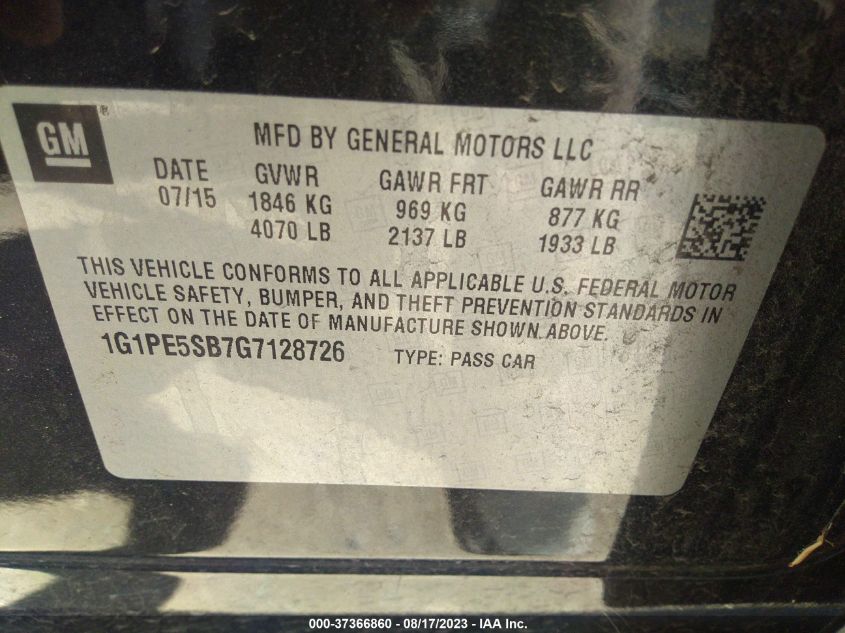 GM ®
MFD BY GENERAL MOTORS LLC
DATE GVWR GAWR FRT GAWR RR
07/15 1846 KG 969 KG 877 KG
4070 LB 2137 LB 1933 LB
THIS VEHICLE CONFORMS TO ALL APPLICABLE U.S. FEDERAL MOTOR
VEHICLE SAFETY, BUMPER, AND THEFT PREVENTION STANDARDS IN
EFFECT ON THE DATE OF MANUFACTURE SHOWN ABOVE.
1G1PE5SB7G7128726 TYPE: PASS CAR
000-37366860 - 08/17/2023 - IAA Inc.